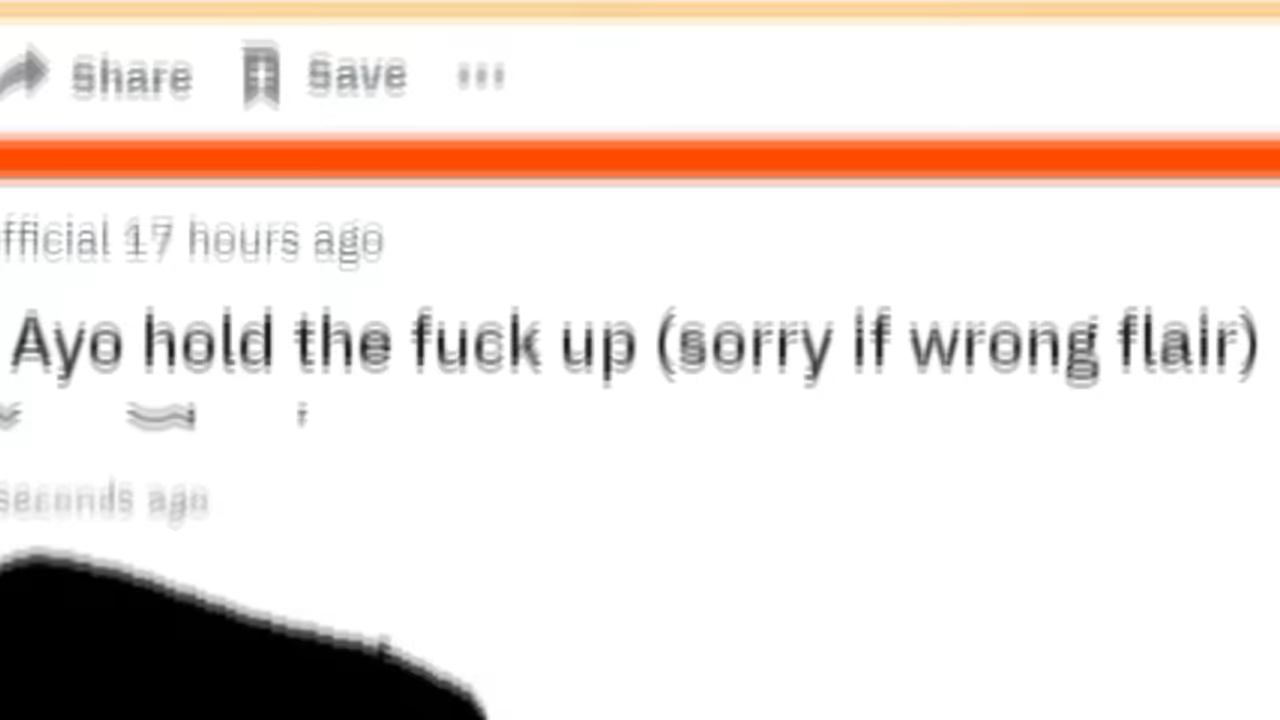 Share Save
fficial 17 hours ago
Ayo hold the fuck up (sorry if wrong flair)
seconds ago